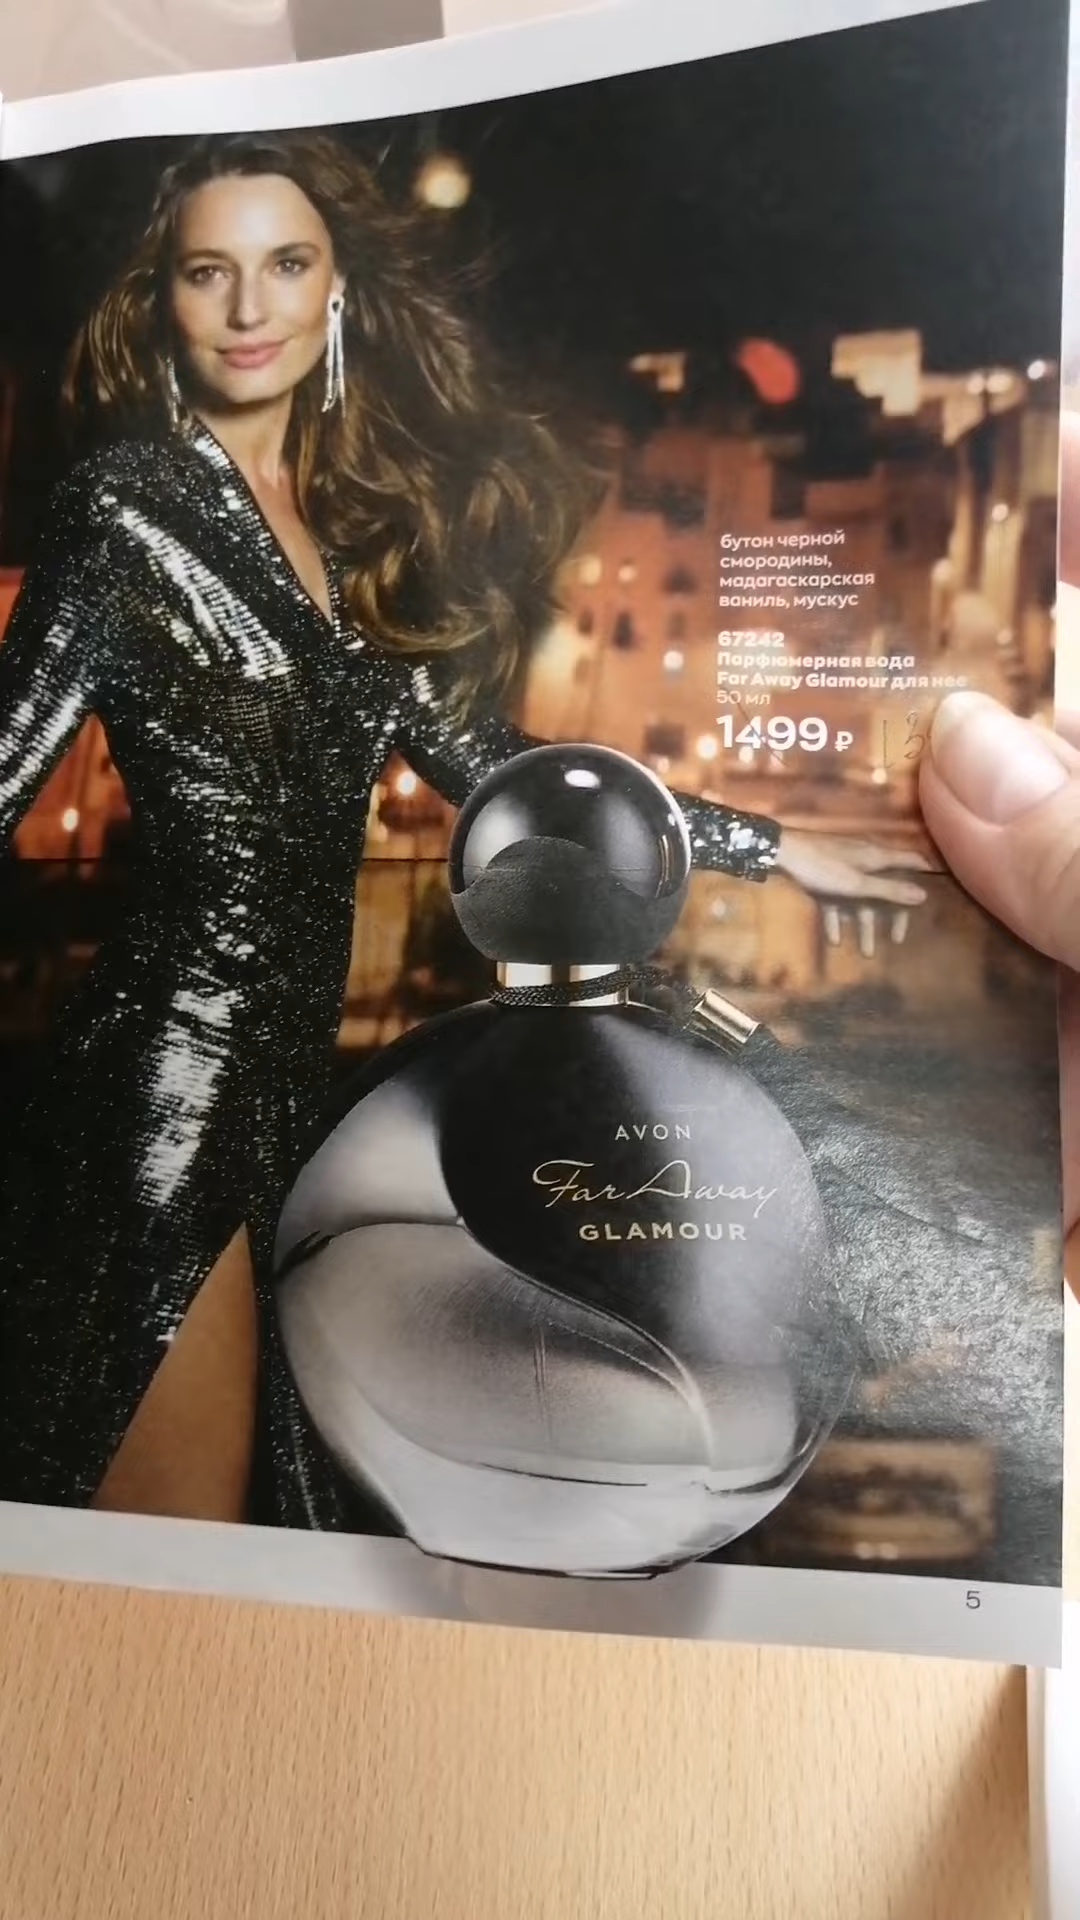 бутон черной
смородины,
мадагаскарская
ваниль, мускус
67242
Парфюмерная вода
Far Away Glamour для нее
50 мл
1499 ₽
AVON
Far Away
GLAMOUR
5